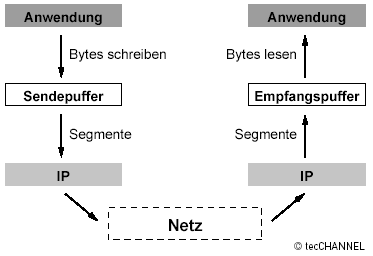 Anwendung
Anwendung
Bytes schreiben
Bytes lesen
Sendepuffer
Empfangspuffer
Segmente
Segmente
IP
IP
Netz
© tecCHANNEL